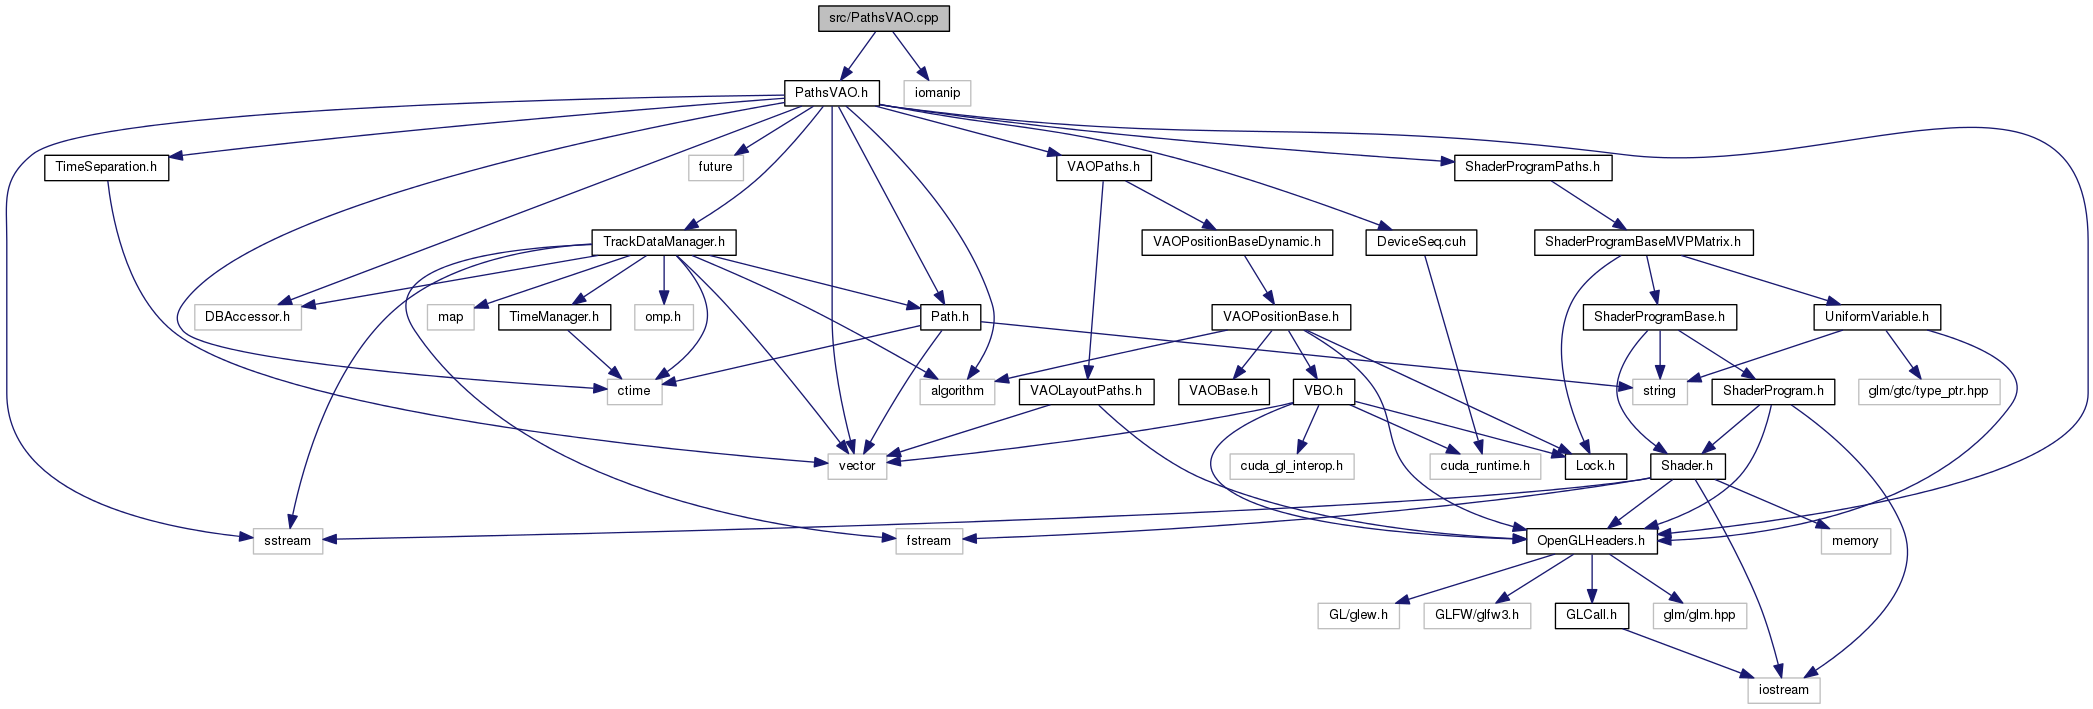 src/PathsVAO.cpp
PathsVAO.h
iomanip
TimeSeparation.h
future
VAOPaths.h
ShaderProgramPaths.h
TrackDataManager.h
VAOPositionBaseDynamic.h
DeviceSeq.cuh
ShaderProgramBaseMVPMatrix.h
DBAccessor.h
map
TimeManager.h
omp.h
Path.h
VAOPositionBase.h
ShaderProgramBase.h
UniformVariable.h
ctime
algorithm
VAOLayoutPaths.h
VAOBase.h
VBO.h
string
ShaderProgram.h
glm/gtc/type_ptr.hpp
vector
cuda_gl_interop.h
cuda_runtime.h
Lock.h
Shader.h
sstream
fstream
OpenGLHeaders.h
memory
GL/glew.h
GLFW/glfw3.h
GLCall.h
glm/glm.hpp
iostream